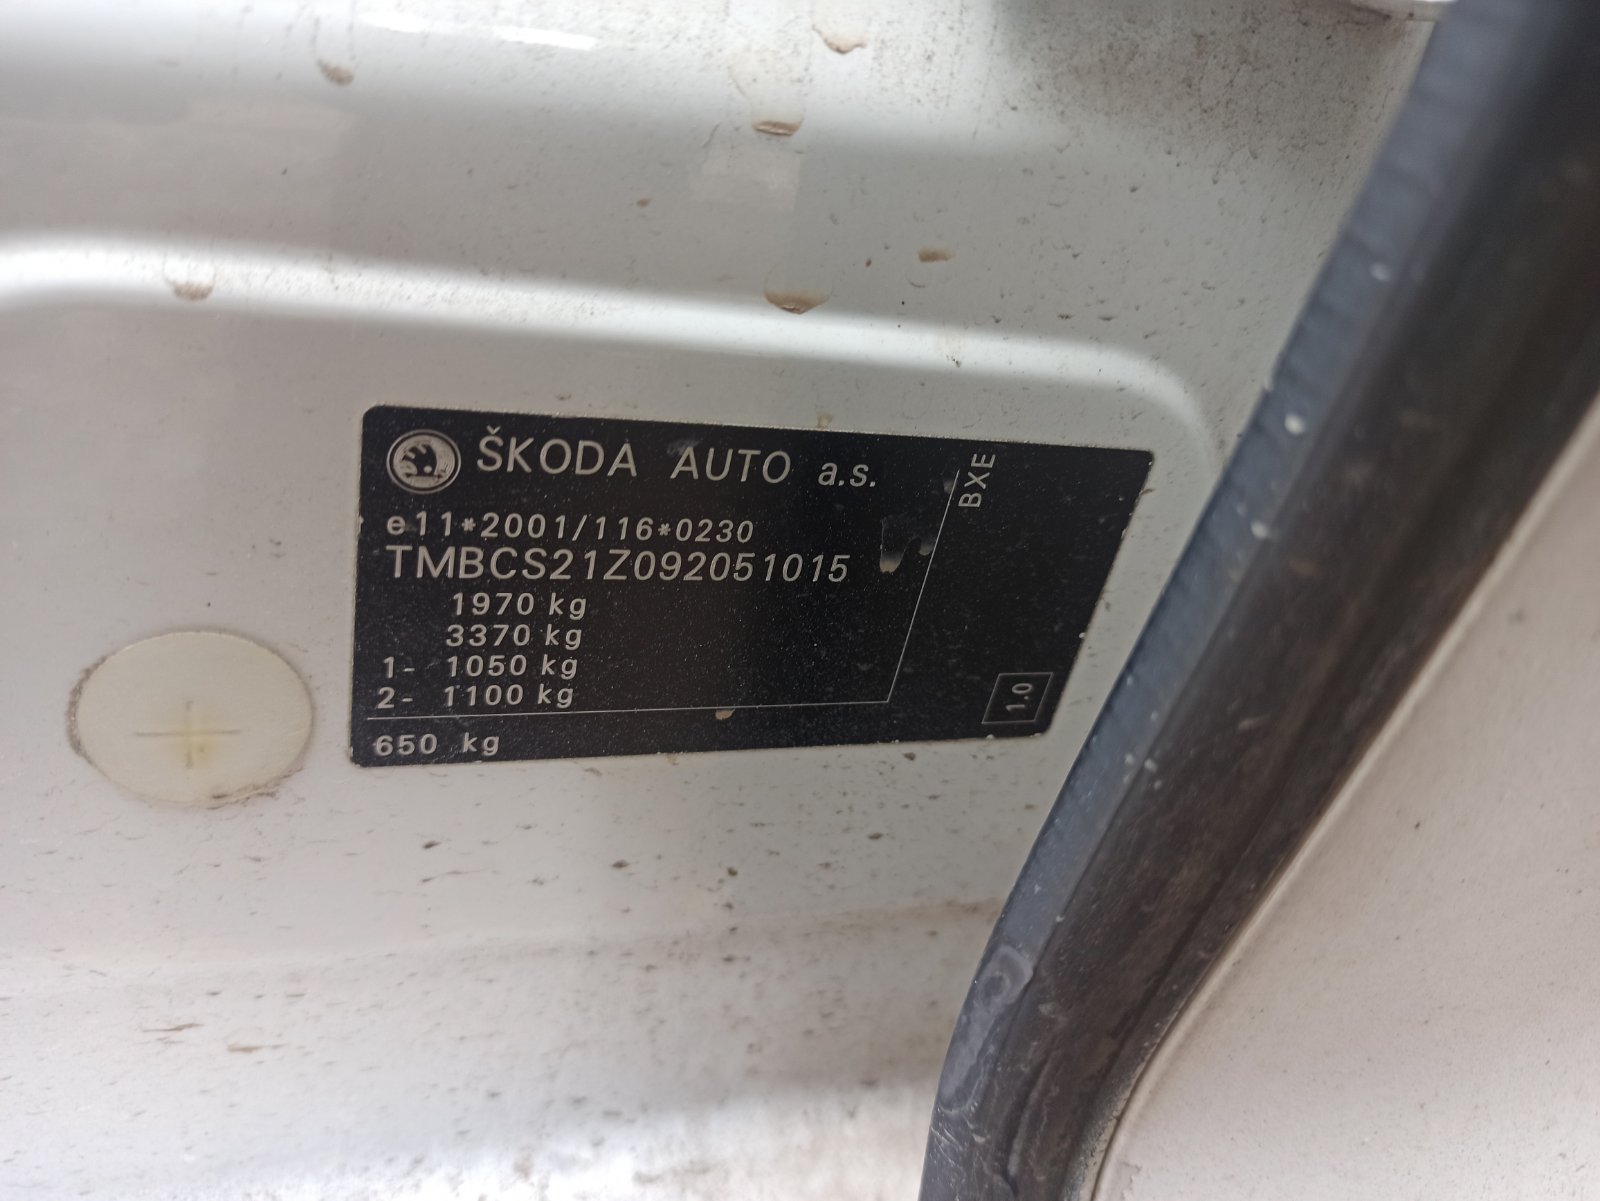 ŠKODA AUTO a.s.
BXE
e11*2001/116*0230
TMBCS21Z092051015
1970 kg
3370 kg
1- 1050 kg
2- 1100 kg
650 kg
1.0